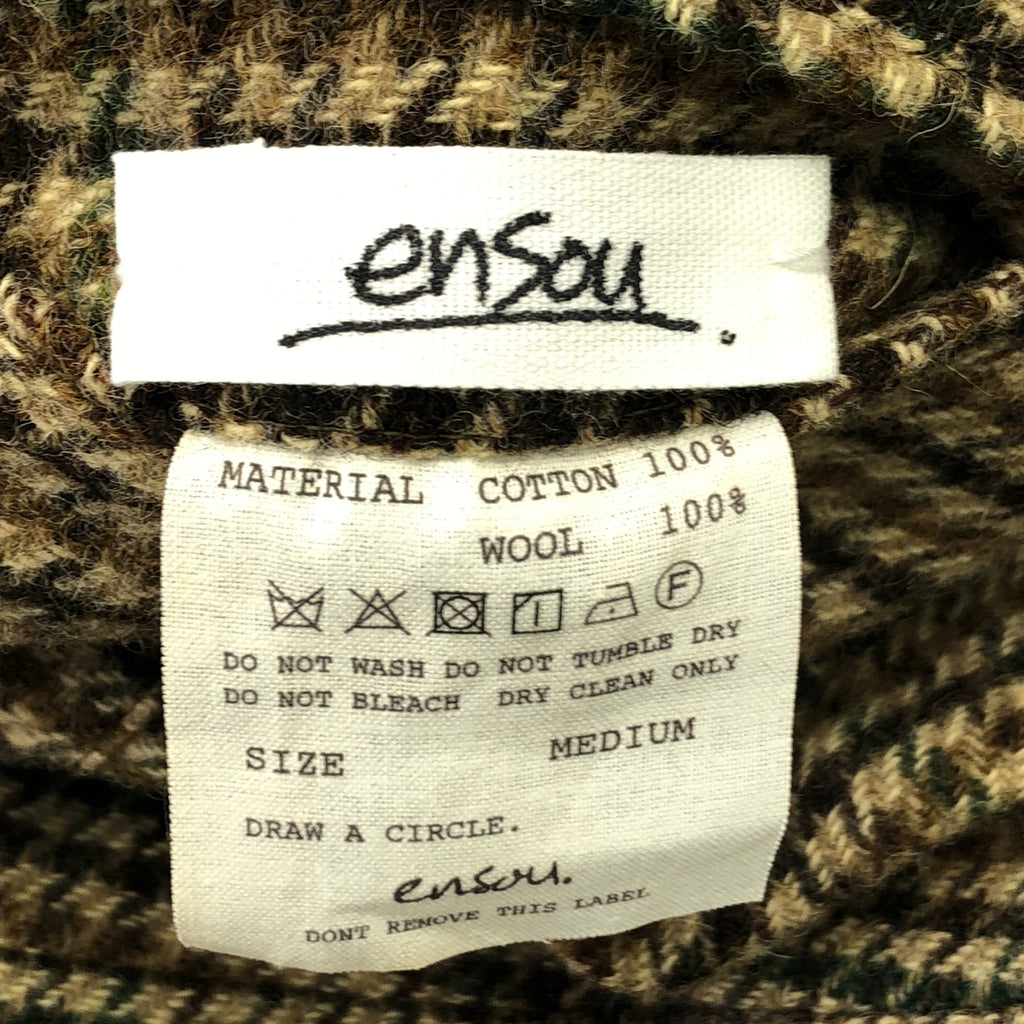 ensou.
MATERIAL COTTON 100%
WOOL 100%
F
DO NOT WASH DO NOT TUMBLE DRY
DO NOT BLEACH DRY CLEAN ONLY
SIZE MEDIUM
DRAW A CIRCLE.
ensou.
DONT REMOVE THIS LABEL